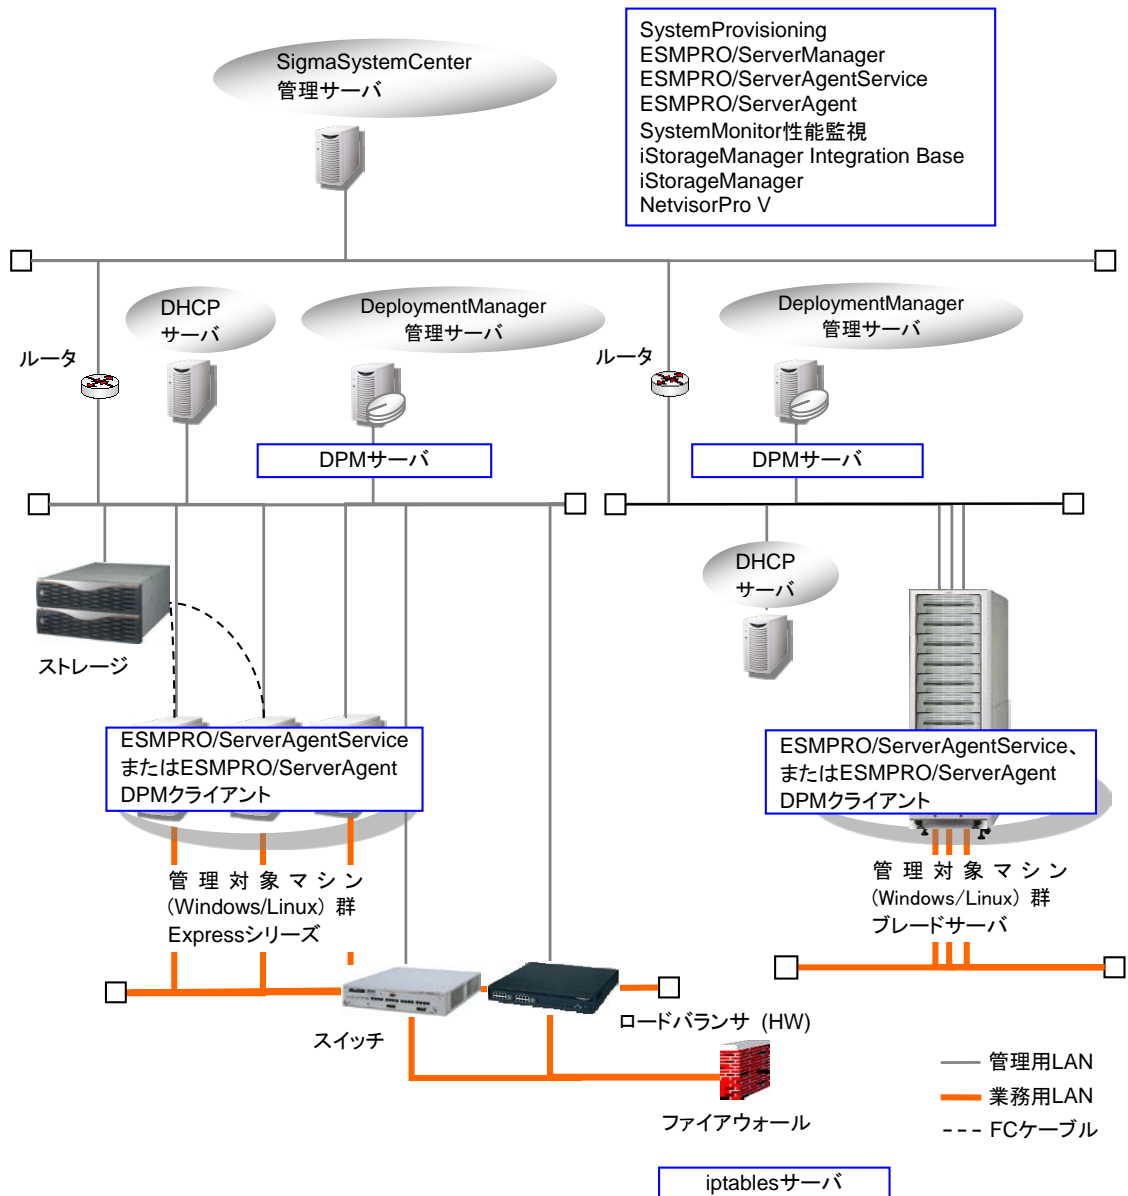 SigmaSystemCenter
管理サーバ
SystemProvisioning
ESMPRO/ServerManager
ESMPRO/ServerAgentService
ESMPRO/ServerAgent
SystemMonitor性能監視
iStorageManager Integration Base
iStorageManager
NetvisorPro V
DHCP
サーバ
DeploymentManager
管理サーバ
DeploymentManager
管理サーバ
ルータ
ルータ
DPMサーバ
DPMサーバ
DHCP
サーバ
ストレージ
ESMPRO/ServerAgentService
またはESMPRO/ServerAgent
DPMクライアント
ESMPRO/ServerAgentService、
またはESMPRO/ServerAgent
DPMクライアント
管理対象マシン
(Windows/Linux) 群
Expressシリーズ
管理対象マシン
(Windows/Linux) 群
ブレードサーバ
スイッチ
ロードバランサ (HW)
ファイアウォール
管理用LAN
業務用LAN
FCケーブル
iptablesサーバ